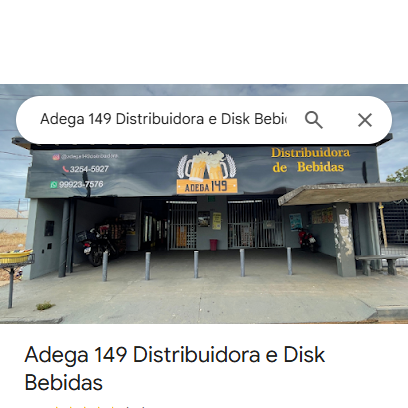 Adega 149 Distribuidora e Disk Bebi
Distribuidora
de Bebidas
3254-5927
99923-7576
ADEGA 149
Adega 149 Distribuidora e Disk
Bebidas